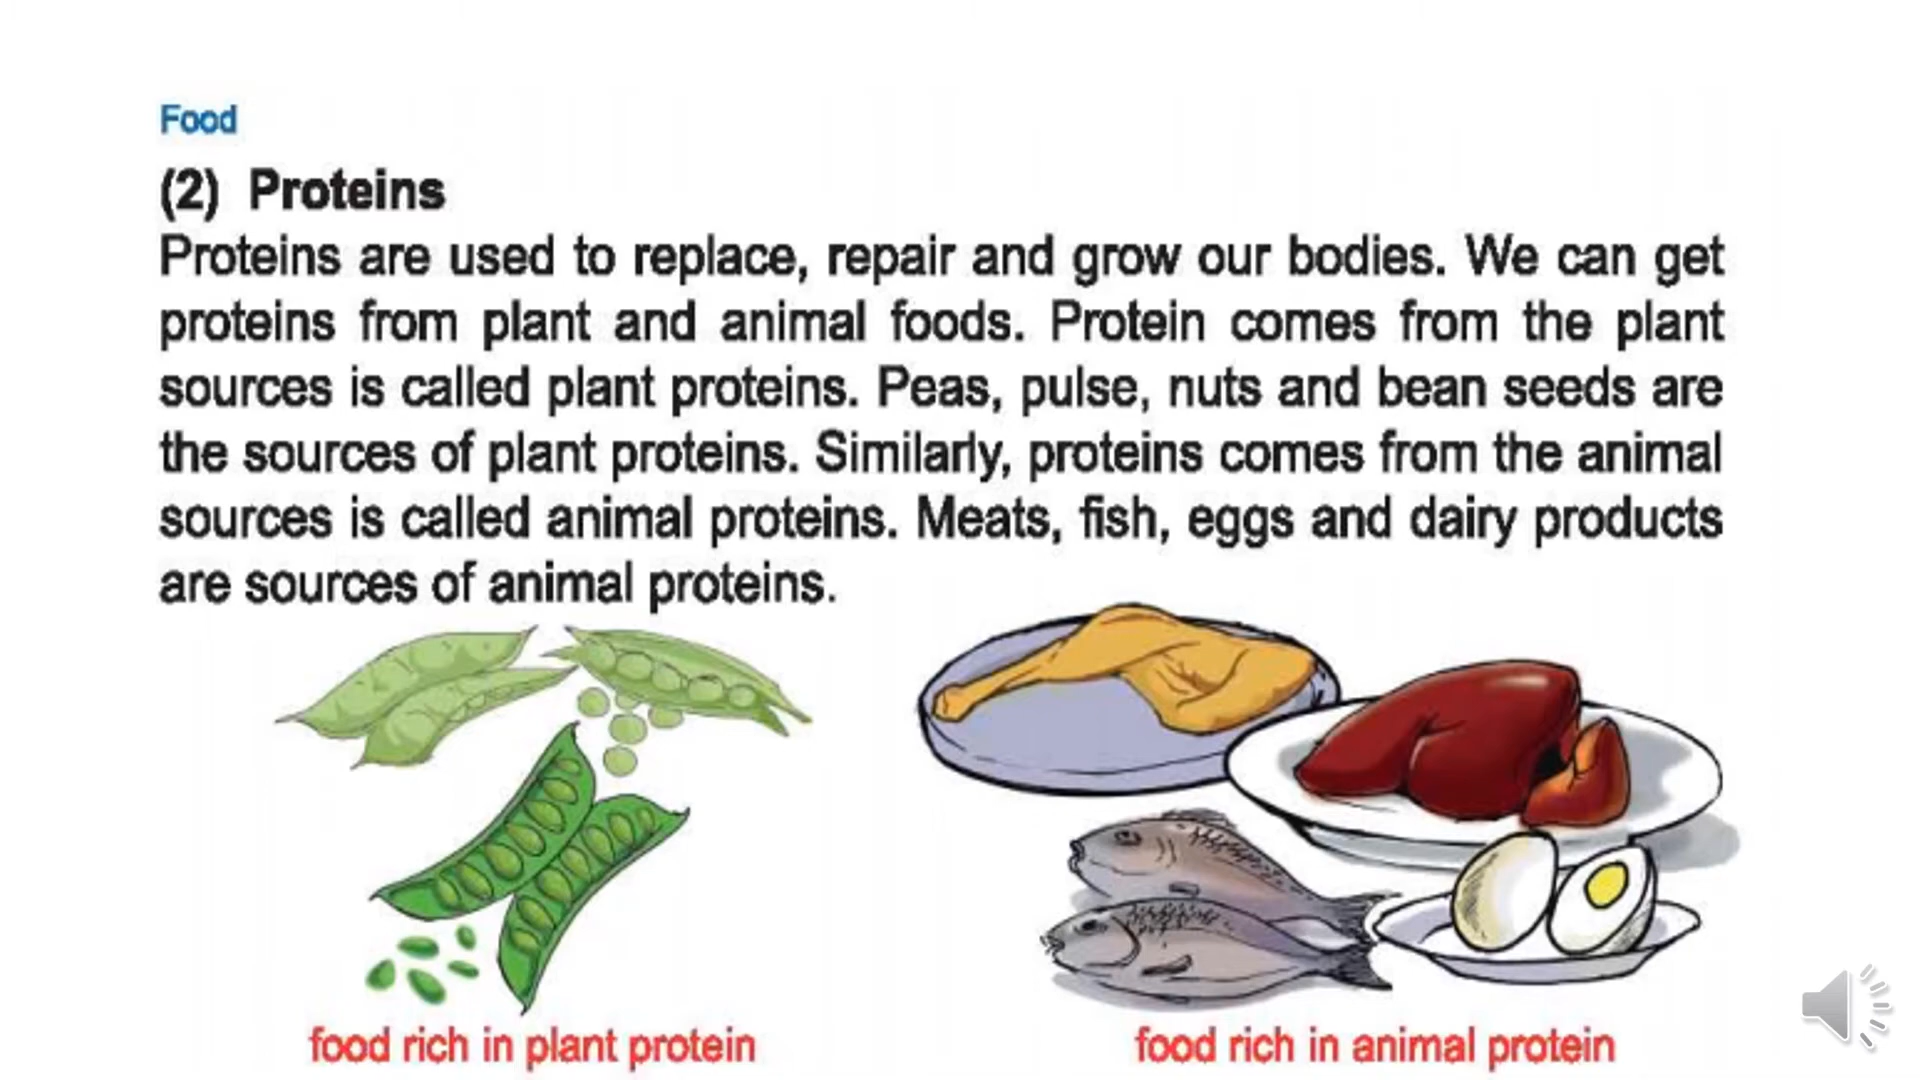 Food
(2) Proteins
Proteins are used to replace, repair and grow our bodies. We can get
proteins from plant and animal foods. Protein comes from the plant
sources is called plant proteins. Peas, pulse, nuts and bean seeds are
the sources of plant proteins. Similarly, proteins comes from the animal
sources is called animal proteins. Meats, fish, eggs and dairy products
are sources of animal proteins.
food rich in plant protein
food rich in animal protein